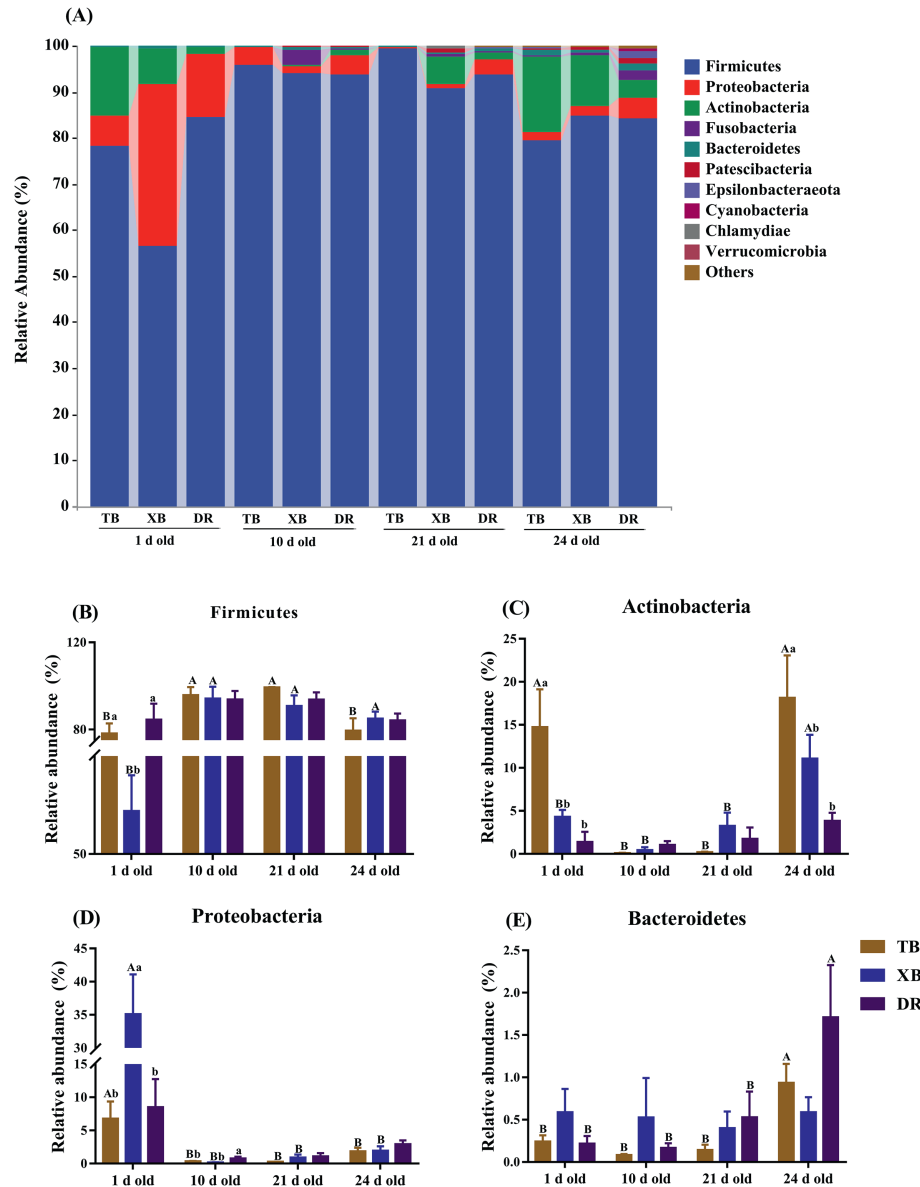 (A)
Relative Abundance (%)
100
90
80
70
60
50
40
30
20
10
0
TB XB DR TB XB DR TB XB DR TB XB DR
1 d old 10 d old 21 d old 24 d old
Firmicutes
Proteobacteria
Actinobacteria
Fusobacteria
Bacteroidetes
Patescibacteria
Epsilonbacteraeota
Cyanobacteria
Chlamydiae
Verrucomicrobia
Others
(B) Firmicutes
Relative abundance (%)
120
80
50
Ba Bb a A A A A B A
1 d old 10 d old 21 d old 24 d old
(C) Actinobacteria
Relative abundance (%)
25
20
15
10
5
0
Aa Bb b B B B B Aa Ab b
1 d old 10 d old 21 d old 24 d old
(D) Proteobacteria
Relative abundance (%)
45
40
35
30
15
10
5
0
Ab Aa b Bb Bb a B B B B
1 d old 10 d old 21 d old 24 d old
(E) Bacteroidetes
Relative abundance (%)
2.5
2.0
1.5
1.0
0.5
0.0
B B B B B B A A
1 d old 10 d old 21 d old 24 d old
TB
XB
DR